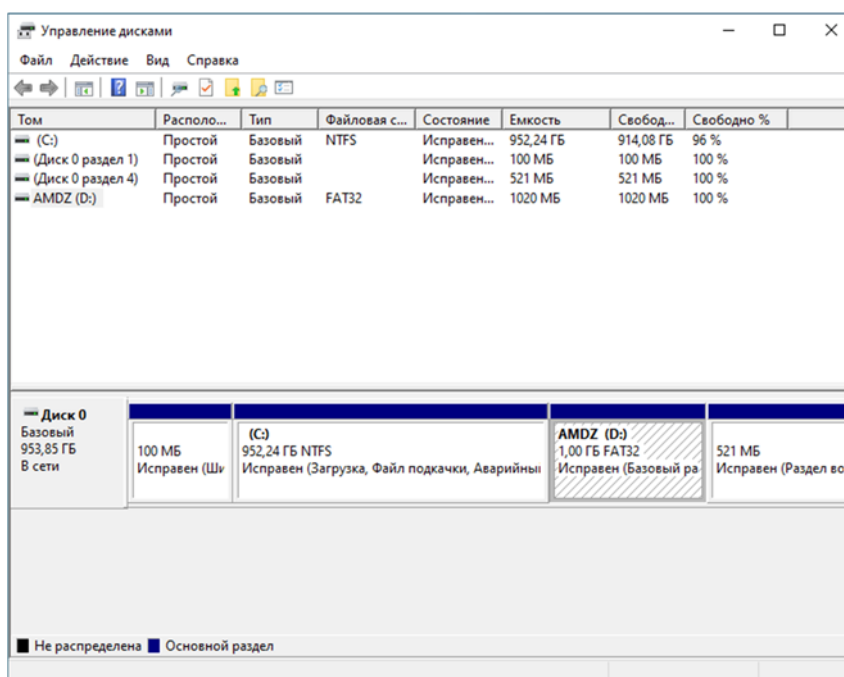 Управление дисками
Файл Действие Вид Справка
Том Располо... Тип Файловая с... Состояние Емкость Свобод... Свободно %
(C:) Простой Базовый NTFS Исправен... 952,24 ГБ 914,08 ГБ 96 %
(Диск 0 раздел 1) Простой Базовый Исправен... 100 МБ 100 МБ 100 %
(Диск 0 раздел 4) Простой Базовый Исправен... 521 МБ 521 МБ 100 %
AMDZ (D:) Простой Базовый FAT32 Исправен... 1020 МБ 1020 МБ 100 %
Диск 0
Базовый
953,85 ГБ
В сети
100 МБ
Исправен (Ши
(C:)
952,24 ГБ NTFS
Исправен (Загрузка, Файл подкачки, Аварийны
AMDZ (D:)
1,00 ГБ FAT32
Исправен (Базовый ра
521 МБ
Исправен (Раздел во
Не распределена Основной раздел